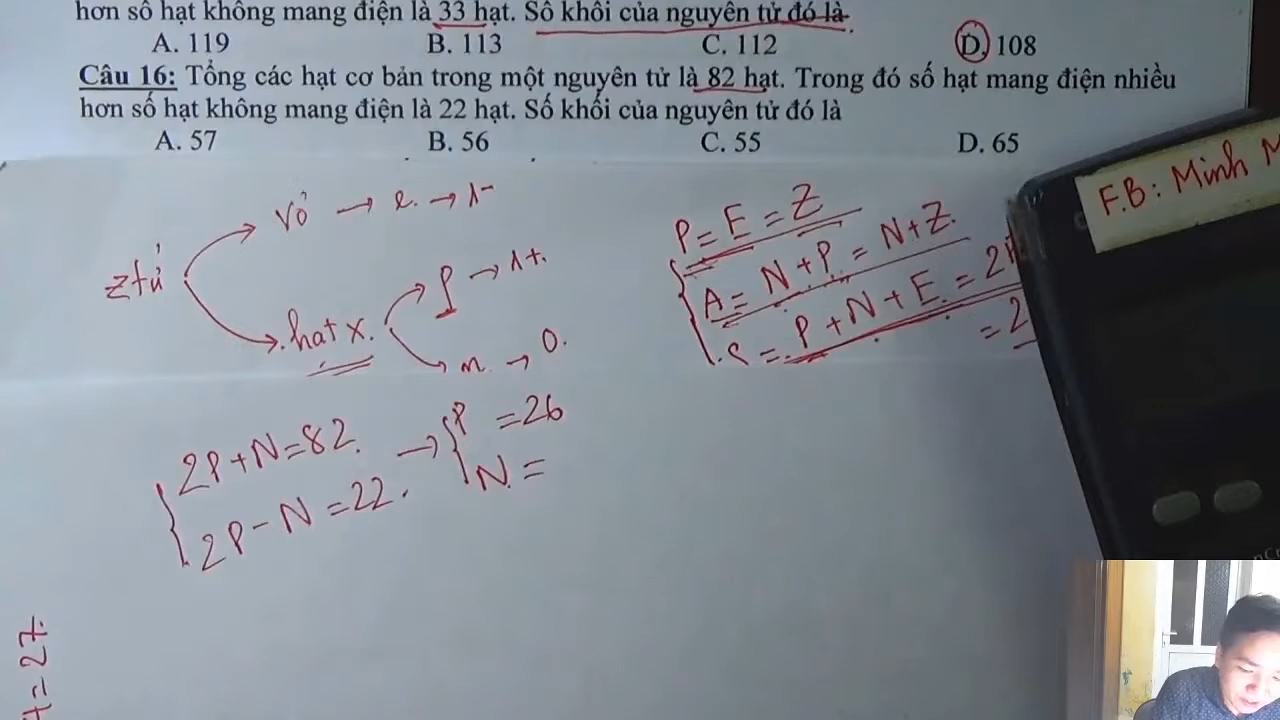 hơn số hạt không mang điện là 33 hạt. Số khối của nguyên tử đó là
A. 119 B. 113 C. 112 D. 108
Câu 16: Tổng các hạt cơ bản trong một nguyên tử là 82 hạt. Trong đó số hạt mang điện nhiều
hơn số hạt không mang điện là 22 hạt. Số khối của nguyên tử đó là
A. 57 B. 56 C. 55 D. 65
F.B: Minh M
Vỏ → e → 1-
P = E = Z
A = N + P = N + Z.
S = P + N + E = 2P
= 2
hạt x.
p → 1+.
n → 0.
2P + N = 82. → P = 26
2P - N = 22. N =
= 27.